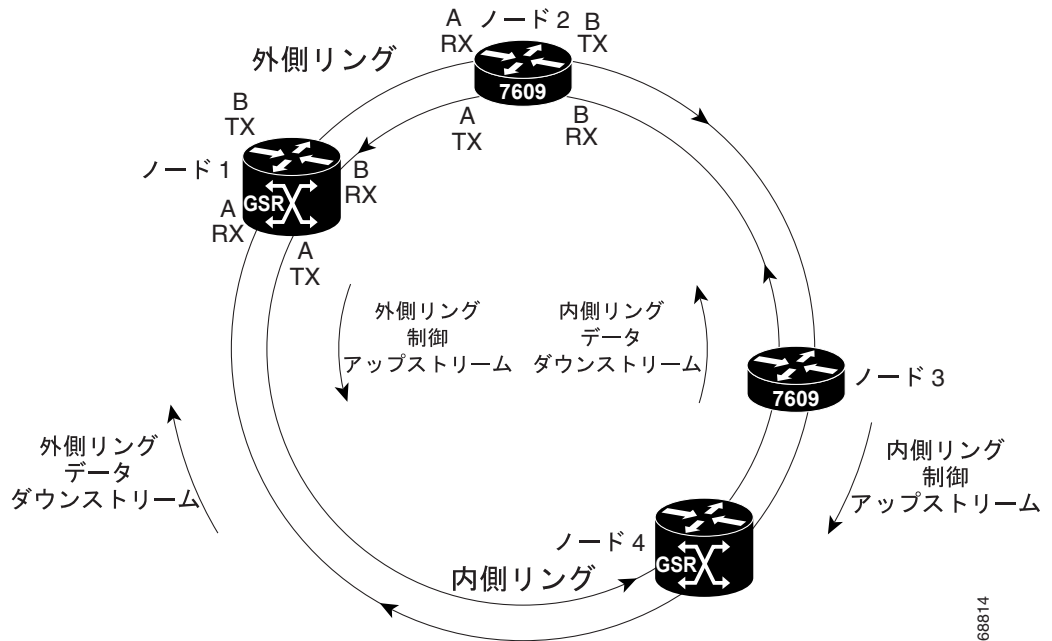 A
RX
ノード 2
B
TX
外側リング
7609
B
TX
A
TX
B
RX
ノード 1
B
RX
GSR
A
RX
A
TX
外側リング
制御
アップストリーム
内側リング
データ
ダウンストリーム
ノード 3
7609
外側リング
データ
ダウンストリーム
内側リング
制御
アップストリーム
ノード 4
GSR
内側リング
68814